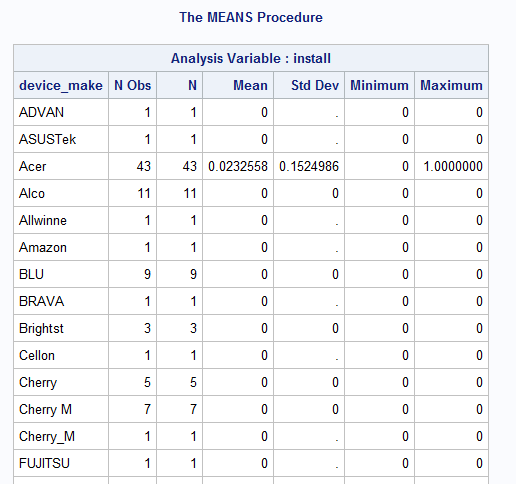 The MEANS Procedure
Analysis Variable : install
device_make N Obs N Mean Std Dev Minimum Maximum
ADVAN 1 1 0 . 0 0
ASUSTek 1 1 0 . 0 0
Acer 43 43 0.0232558 0.1524986 0 1.0000000
Alco 11 11 0 0 0 0
Allwinne 1 1 0 . 0 0
Amazon 1 1 0 . 0 0
BLU 9 9 0 0 0 0
BRAVA 1 1 0 . 0 0
Brightst 3 3 0 0 0 0
Cellon 1 1 0 . 0 0
Cherry 5 5 0 0 0 0
Cherry M 7 7 0 0 0 0
Cherry_M 1 1 0 . 0 0
FUJITSU 1 1 0 . 0 0